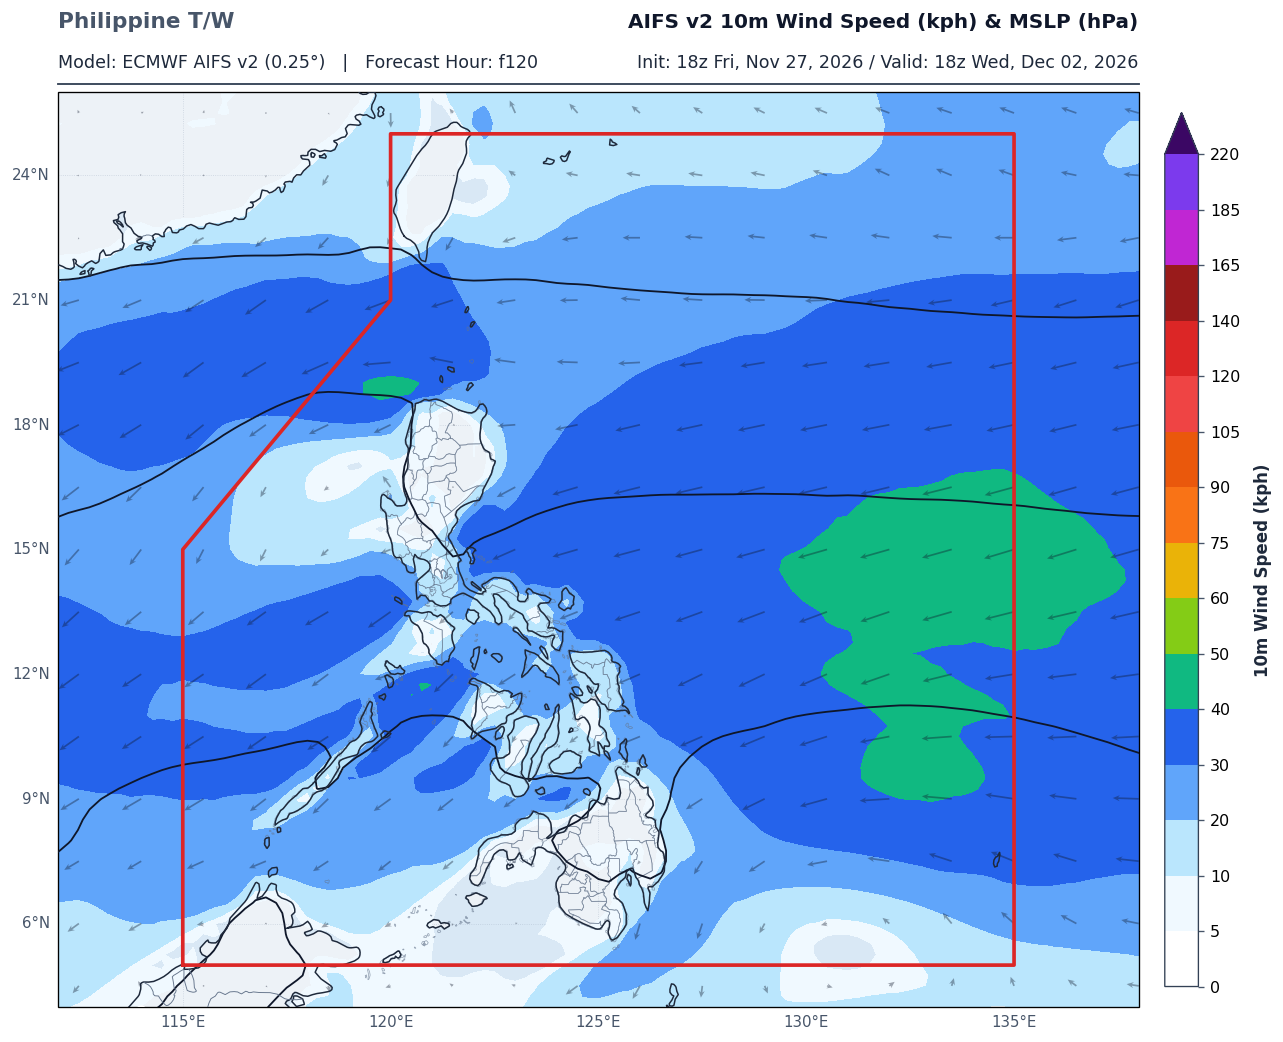 Philippine T/W
AIFS v2 10m Wind Speed (kph) & MSLP (hPa)
Model: ECMWF AIFS v2 (0.25°) | Forecast Hour: f120
Init: 18z Fri, Nov 27, 2026 / Valid: 18z Wed, Dec 02, 2026
24°N
21°N
18°N
15°N
12°N
9°N
6°N
115°E
120°E
125°E
130°E
135°E
220
185
165
140
120
105
90
75
60
50
40
30
20
10
5
0
10m Wind Speed (kph)